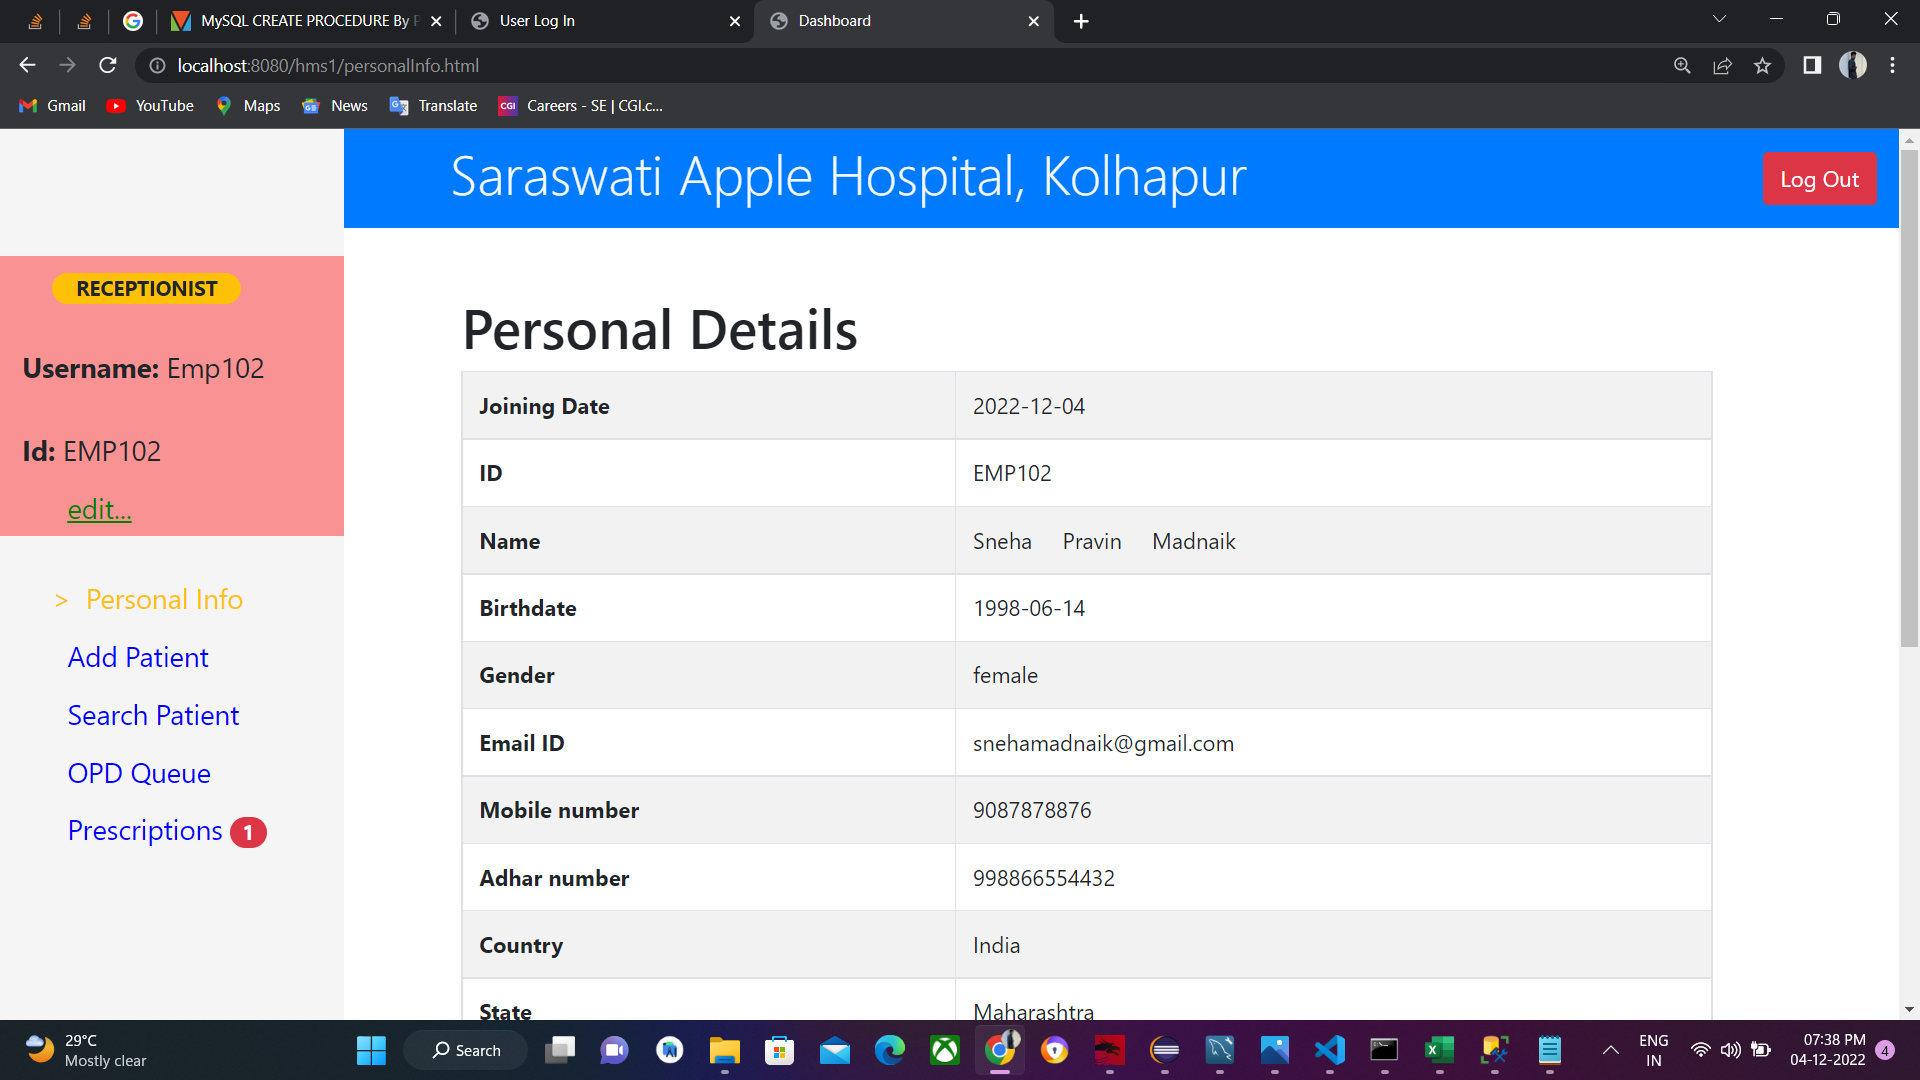 MySQL CREATE PROCEDURE By
User Log In
Dashboard
localhost:8080/hms1/personalInfo.html
Gmail
YouTube
Maps
News
Translate
CGI
Careers - SE | CGI.c...
Saraswati Apple Hospital, Kolhapur
Log Out
RECEPTIONIST
Username: Emp102
Id: EMP102
edit...
> Personal Info
Add Patient
Search Patient
OPD Queue
Prescriptions 1
Personal Details
Joining Date 2022-12-04
ID EMP102
Name Sneha Pravin Madnaik
Birthdate 1998-06-14
Gender female
Email ID snehamadnaik@gmail.com
Mobile number 9087878876
Adhar number 998866554432
Country India
State Maharashtra
29°C
Mostly clear
Search
ENG
IN
07:38 PM
04-12-2022
4